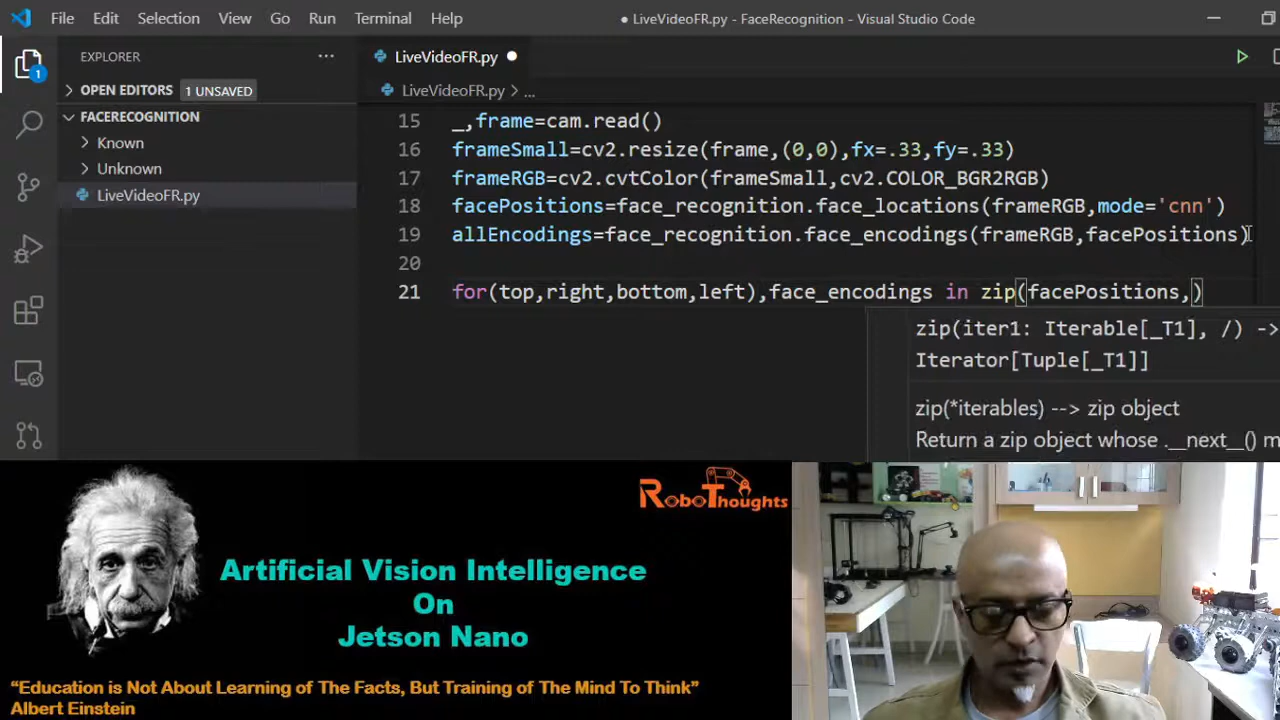 File Edit Selection View Go Run Terminal Help
● LiveVideoFR.py - FaceRecognition - Visual Studio Code
EXPLORER
OPEN EDITORS 1 UNSAVED
FACERECOGNITION
Known
Unknown
LiveVideoFR.py
1
LiveVideoFR.py
LiveVideoFR.py > ...
15 _,frame=cam.read()
16 frameSmall=cv2.resize(frame,(0,0),fx=.33,fy=.33)
17 frameRGB=cv2.cvtColor(frameSmall,cv2.COLOR_BGR2RGB)
18 facePositions=face_recognition.face_locations(frameRGB,mode='cnn')
19 allEncodings=face_recognition.face_encodings(frameRGB,facePositions)
20
21 for(top,right,bottom,left),face_encodings in zip(facePositions,)
zip(iter1: Iterable[_T1], /) ->
Iterator[Tuple[_T1]]
zip(*iterables) --> zip object
Return a zip object whose .__next__() m
RoboThoughts
Artificial Vision Intelligence
On
Jetson Nano
“Education is Not About Learning of The Facts, But Training of The Mind To Think”
Albert Einstein